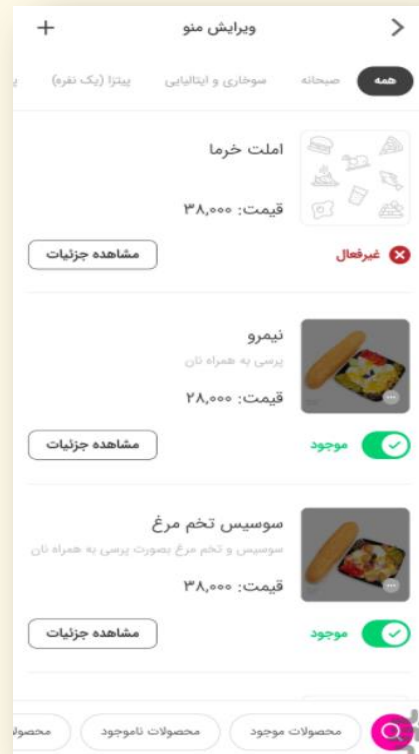 ویرایش منو
همه
صبحانه
سوخاری و ایتالیایی
پیتزا (یک نفره)
املت خرما
قیمت: ۳۸,۰۰۰
غیرفعال
مشاهده جزئیات
نیمرو
پرسی به همراه نان
قیمت: ۲۸,۰۰۰
موجود
مشاهده جزئیات
سوسیس تخم مرغ
سوسیس و تخم مرغ بصورت پرسی به همراه نان
قیمت: ۳۸,۰۰۰
موجود
مشاهده جزئیات
محصولات موجود
محصولات ناموجود